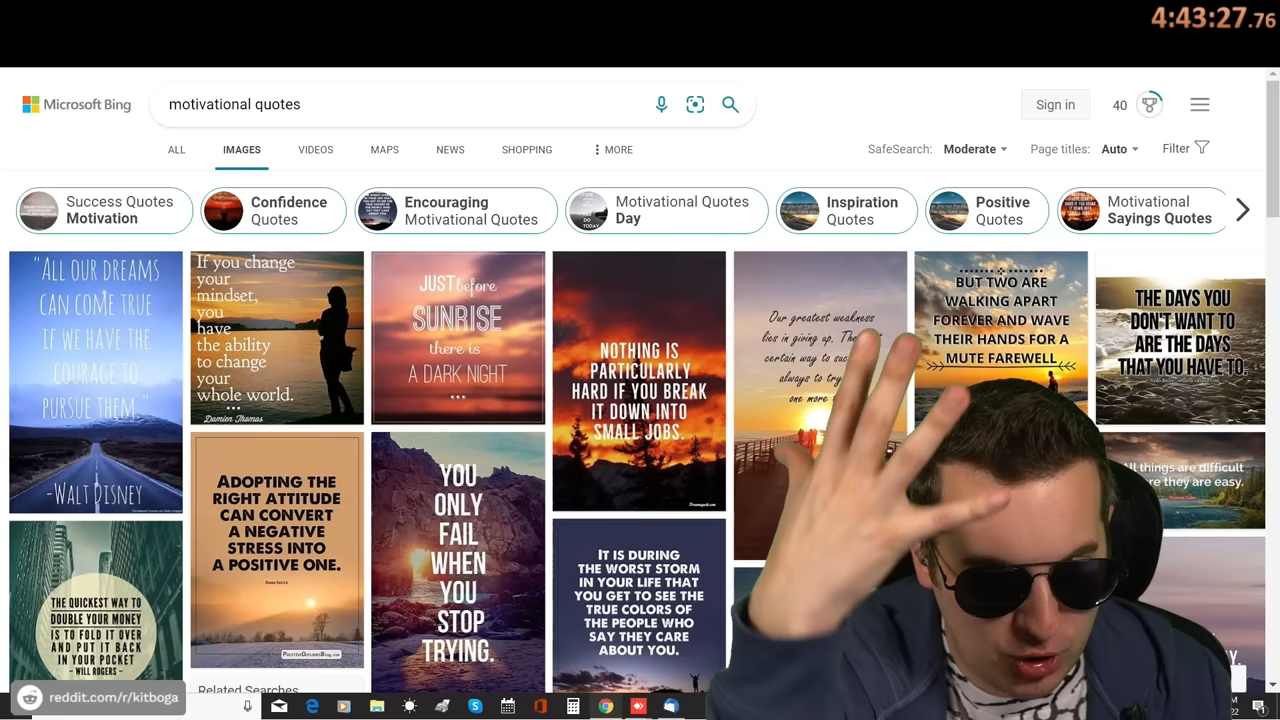 4:43:27.76
Microsoft Bing
motivational quotes
Sign in
40
ALL
IMAGES
VIDEOS
MAPS
NEWS
SHOPPING
MORE
SafeSearch: Moderate
Page titles: Auto
Filter
Success Quotes
Motivation
Confidence
Quotes
Encouraging
Motivational Quotes
Motivational Quotes
Day
Inspiration
Quotes
Positive
Quotes
Motivational
Sayings Quotes
"ALL OUR DREAMS
CAN COME TRUE
IF WE HAVE THE
COURAGE TO
PURSUE THEM."
-WALT DISNEY
If you change
your
mindset,
you
have
the ability
to change
your
whole world.
Damien Thomas
JUST before
SUNRISE
there is
A DARK NIGHT
NOTHING IS
PARTICULARLY
HARD IF YOU BREAK
IT DOWN INTO
SMALL JOBS.
Our greatest weakness
lies in giving up. The
certain way to suc
always to try
one more
BUT TWO ARE
WALKING APART
FOREVER AND WAVE
THEIR HANDS FOR A
MUTE FAREWELL
THE DAYS YOU
DON'T WANT TO
ARE THE DAYS
THAT YOU HAVE TO.
ADOPTING THE
RIGHT ATTITUDE
CAN CONVERT
A NEGATIVE
STRESS INTO
A POSITIVE ONE.
HANS SELYE
POSITIVEOUTLOOKSBLOG.COM
YOU
ONLY
FAIL
WHEN
YOU
STOP
TRYING.
All things are difficult
re they are easy.
Thomas Fuller
THE QUICKEST WAY TO
DOUBLE YOUR MONEY
IS TO FOLD IT OVER
AND PUT IT BACK
IN YOUR POCKET
- WILL ROGERS -
IT IS DURING
THE WORST STORM
IN YOUR LIFE THAT
YOU GET TO SEE THE
TRUE COLORS OF
THE PEOPLE WHO
SAY THEY CARE
ABOUT YOU.
Related Searches
reddit.com/r/kitboga